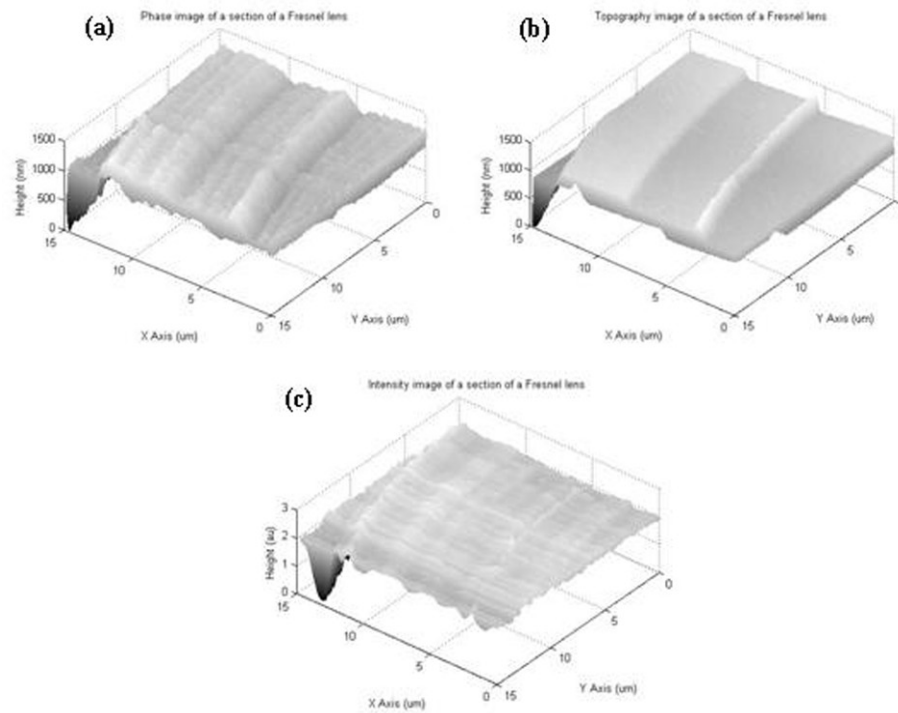 Phase image of a section of a Fresnel lens
(a)
Height (nm)
1500
1000
500
0
15
10
5
0
X Axis (um)
15
10
5
0
Y Axis (um)
Topography image of a section of a Fresnel lens
(b)
Height (nm)
1500
1000
500
0
15
10
5
0
X Axis (um)
15
10
5
Y Axis (um)
Intensity image of a section of a Fresnel lens
(c)
Height (au)
3
2
1
0
15
10
5
0
X Axis (um)
15
10
5
0
Y Axis (um)